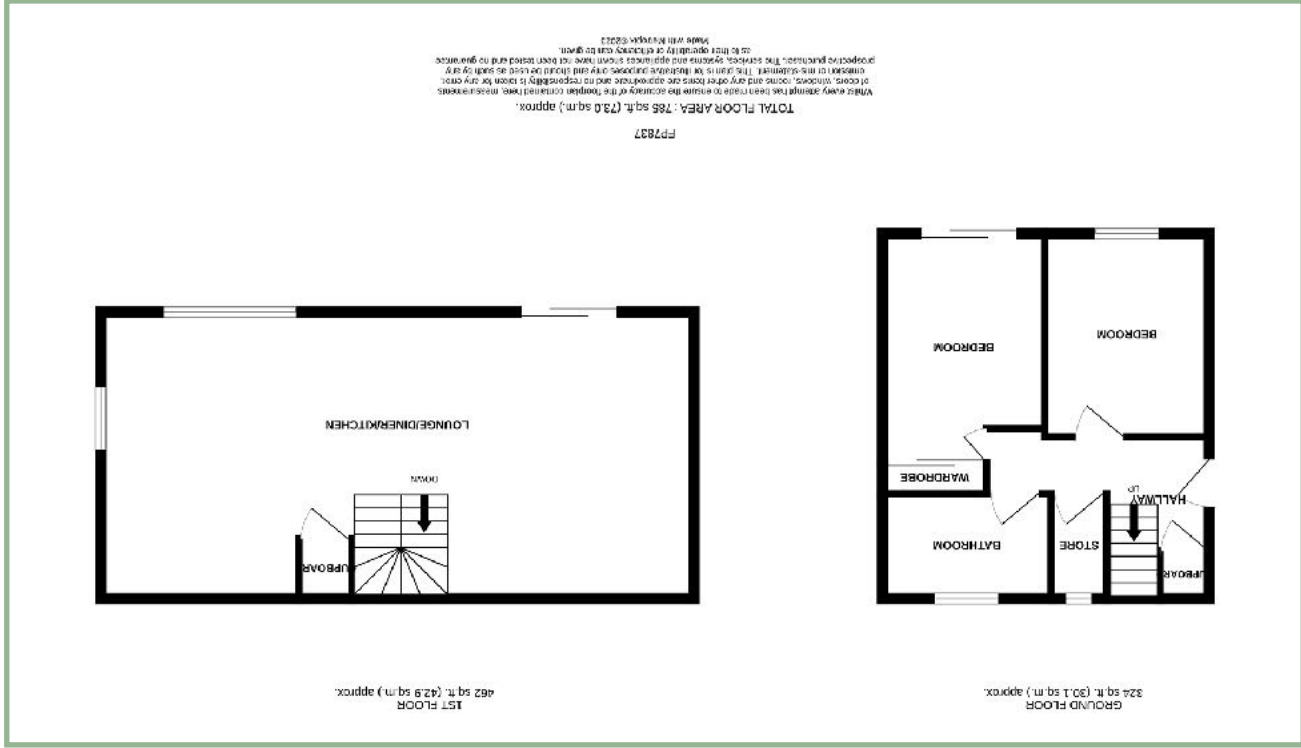 GROUND FLOOR
324 sq.ft. (30.1 sq.m.) approx.
1ST FLOOR
462 sq.ft. (42.9 sq.m.) approx.
UPBOAR
STORE
BATHROOM
HALLWAY
UP
WARDROBE
BEDROOM
BEDROOM
UPBOAR
DOWN
LOUNGE/DINER/KITCHEN
FP7837
TOTAL FLOOR AREA : 785 sq.ft. (73.0 sq.m.) approx.
Whilst every attempt has been made to ensure the accuracy of the floorplan contained here, measurements
of doors, windows, rooms and any other items are approximate and no responsibility is taken for any error,
omission or mis-statement. This plan is for illustrative purposes only and should be used as such by any
prospective purchaser. The services, systems and appliances shown have not been tested and no guarantee
as to their operability or efficiency can be given.
Made with Metropix ©2023